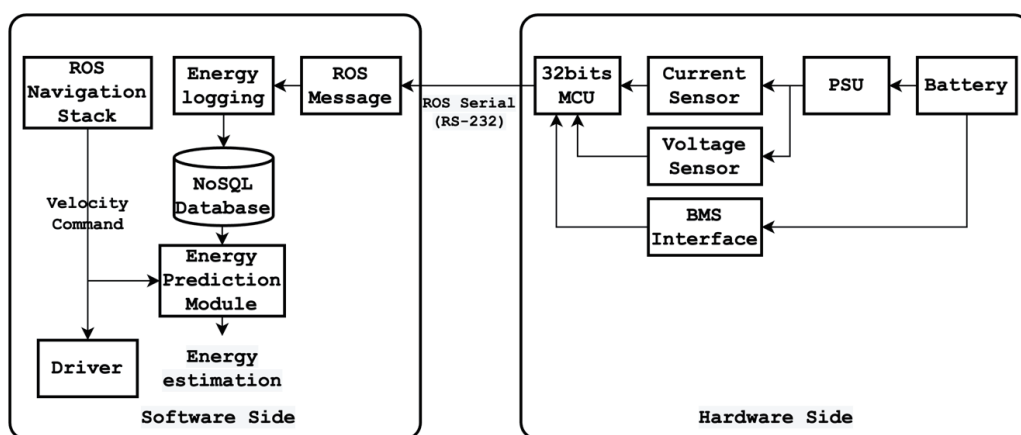 ROS
Navigation
Stack
Energy
logging
ROS
Message
ROS Serial
(RS-232)
32bits
MCU
Current
Sensor
PSU
Battery
Voltage
Sensor
NoSQL
Database
Velocity
Command
BMS
Interface
Energy
Prediction
Module
Driver
Energy
estimation
Software Side
Hardware Side